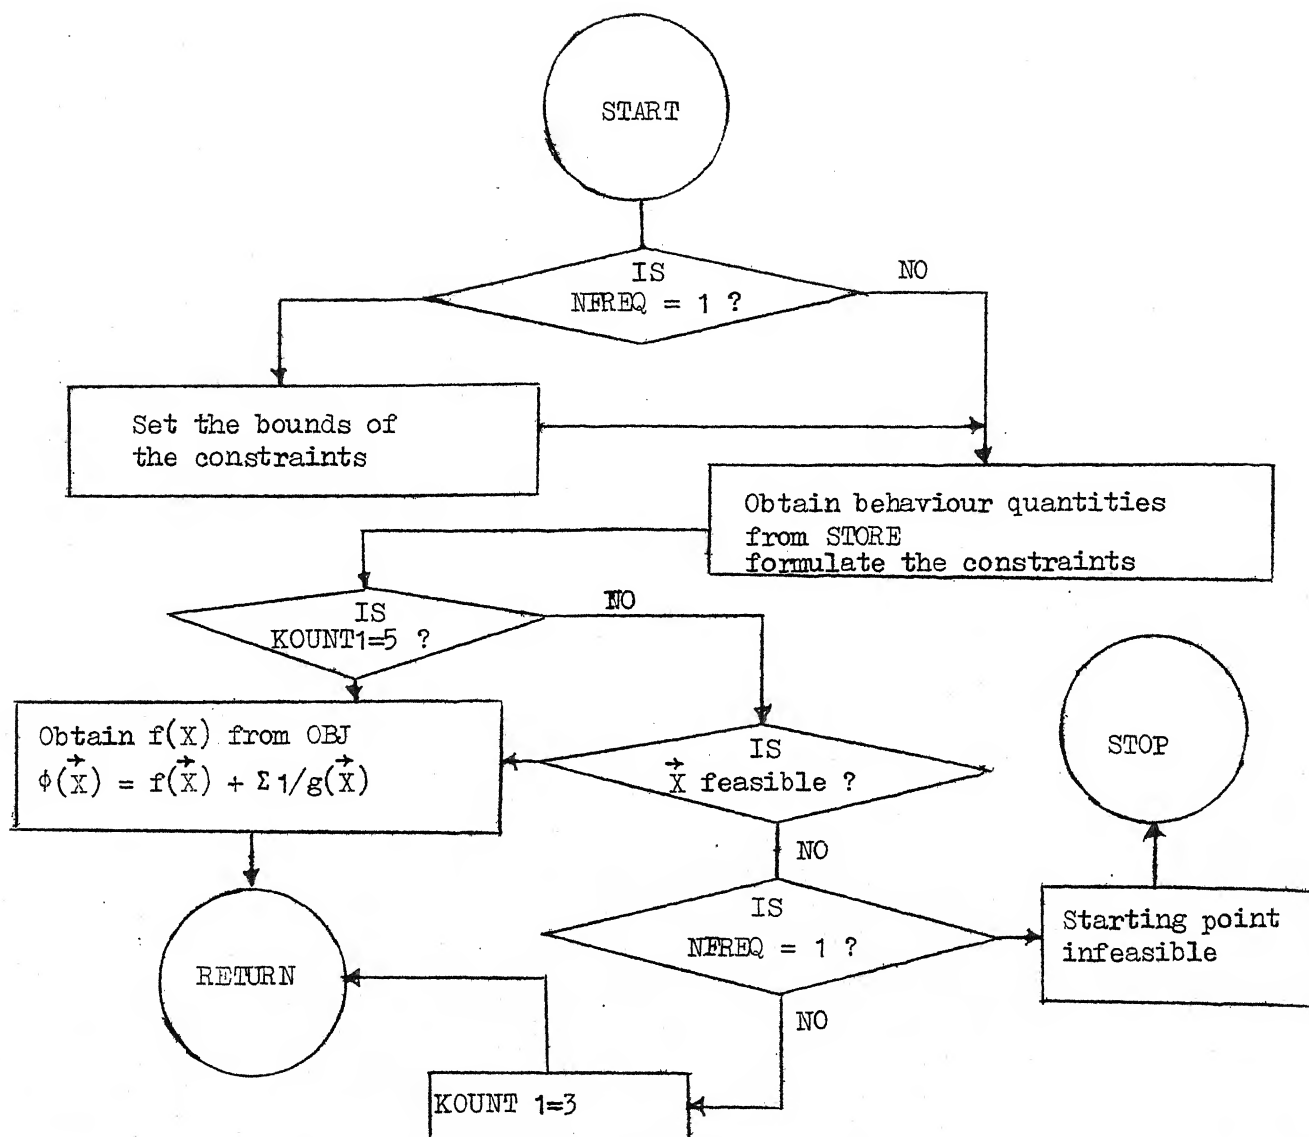 START
IS
NFREQ = 1 ?
NO
Set the bounds of
the constraints
Obtain behaviour quantities
from STORE
formulate the constraints
IS
KOUNT1=5 ?
NO
Obtain f(X) from OBJ
ϕ(X⃗) = f(X⃗) + Σ1/g(X⃗)
IS
X⃗ feasible ?
STOP
NO
IS
NFREQ = 1 ?
Starting point
infeasible
RETURN
NO
KOUNT 1=3